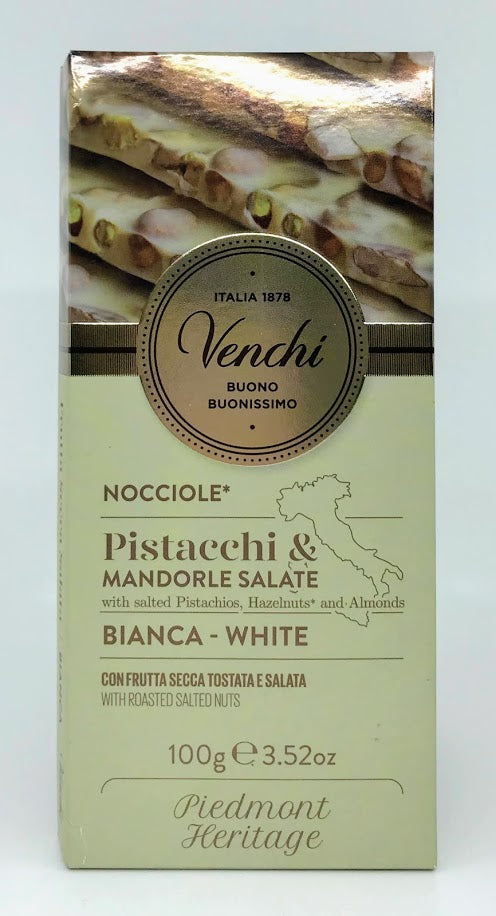 ITALIA 1878
Venchi
BUONO
BUONISSIMO
NOCCIOLE*
Pistacchi &
MANDORLE SALATE
with salted Pistachios, Hazelnuts* and Almonds
BIANCA - WHITE
CON FRUTTA SECCA TOSTATA E SALATA
WITH ROASTED SALTED NUTS
100g ℮ 3.52oz
Piedmont
Heritage